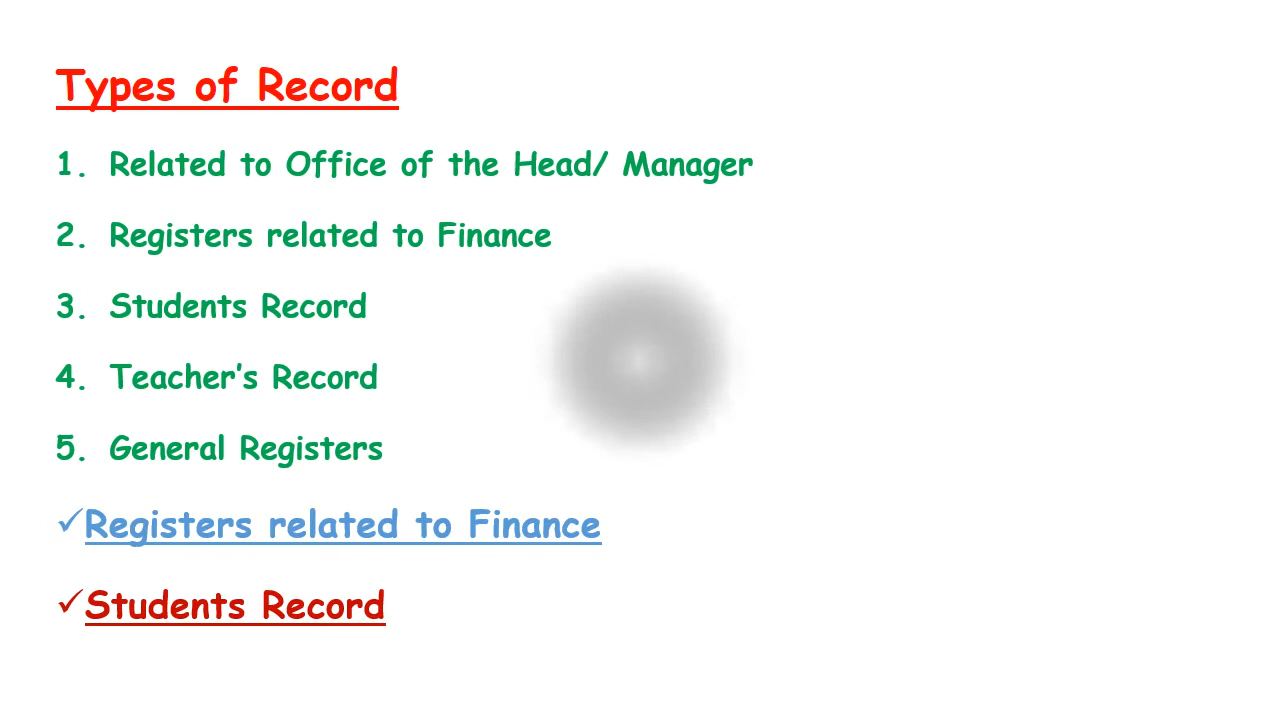 Types of Record
1. Related to Office of the Head/ Manager
2. Registers related to Finance
3. Students Record
4. Teacher’s Record
5. General Registers
✓Registers related to Finance
✓Students Record